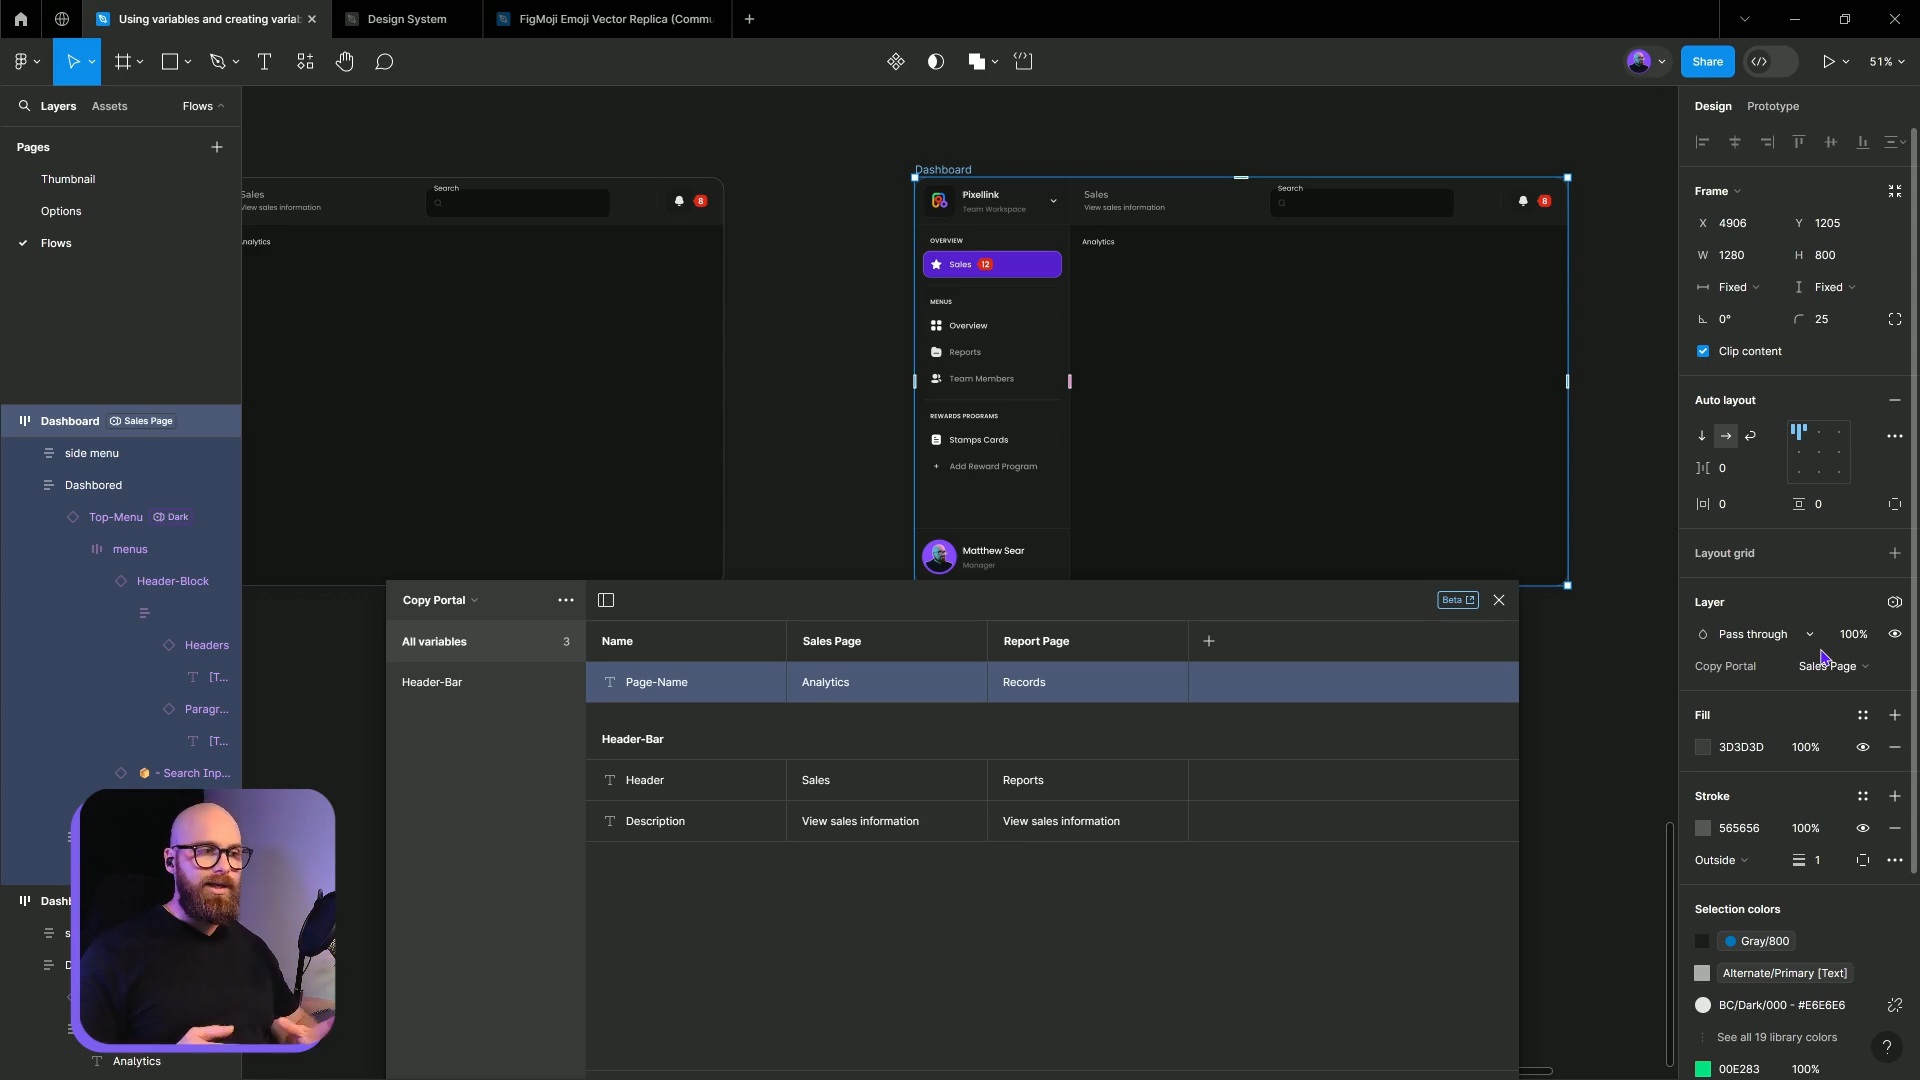 Using variables and creating varia
Design System
FigMoji Emoji Vector Replica (Commu
Share
51%
Layers
Assets
Flows
Pages
Thumbnail
Options
Flows
Dashboard
Sales Page
side menu
Dashbored
Top-Menu
Dark
menus
Header-Block
Headers
[T...
Paragr...
[T...
- Search Inp...
Dashb
s
D
Analytics
Sales
View sales information
Search
8
nalytics
Dashboard
Pixellink
Team Workspace
OVERVIEW
Sales
12
MENUS
Overview
Reports
Team Members
REWARDS PROGRAMS
Stamps Cards
+ Add Reward Program
Matthew Sear
Manager
Sales
View sales information
Search
8
Analytics
Copy Portal
Beta
All variables
3
Header-Bar
Name
Sales Page
Report Page
Page-Name
Analytics
Records
Header-Bar
Header
Sales
Reports
Description
View sales information
View sales information
Design
Prototype
Frame
X 4906
Y 1205
W 1280
H 800
Fixed
Fixed
0°
25
Clip content
Auto layout
0
0
0
Layout grid
Layer
Pass through
100%
Copy Portal
Sales Page
Fill
3D3D3D
100%
Stroke
565656
100%
Outside
1
Selection colors
Gray/800
Alternate/Primary [Text]
BC/Dark/000 - #E6E6E6
See all 19 library colors
00E283
100%
?